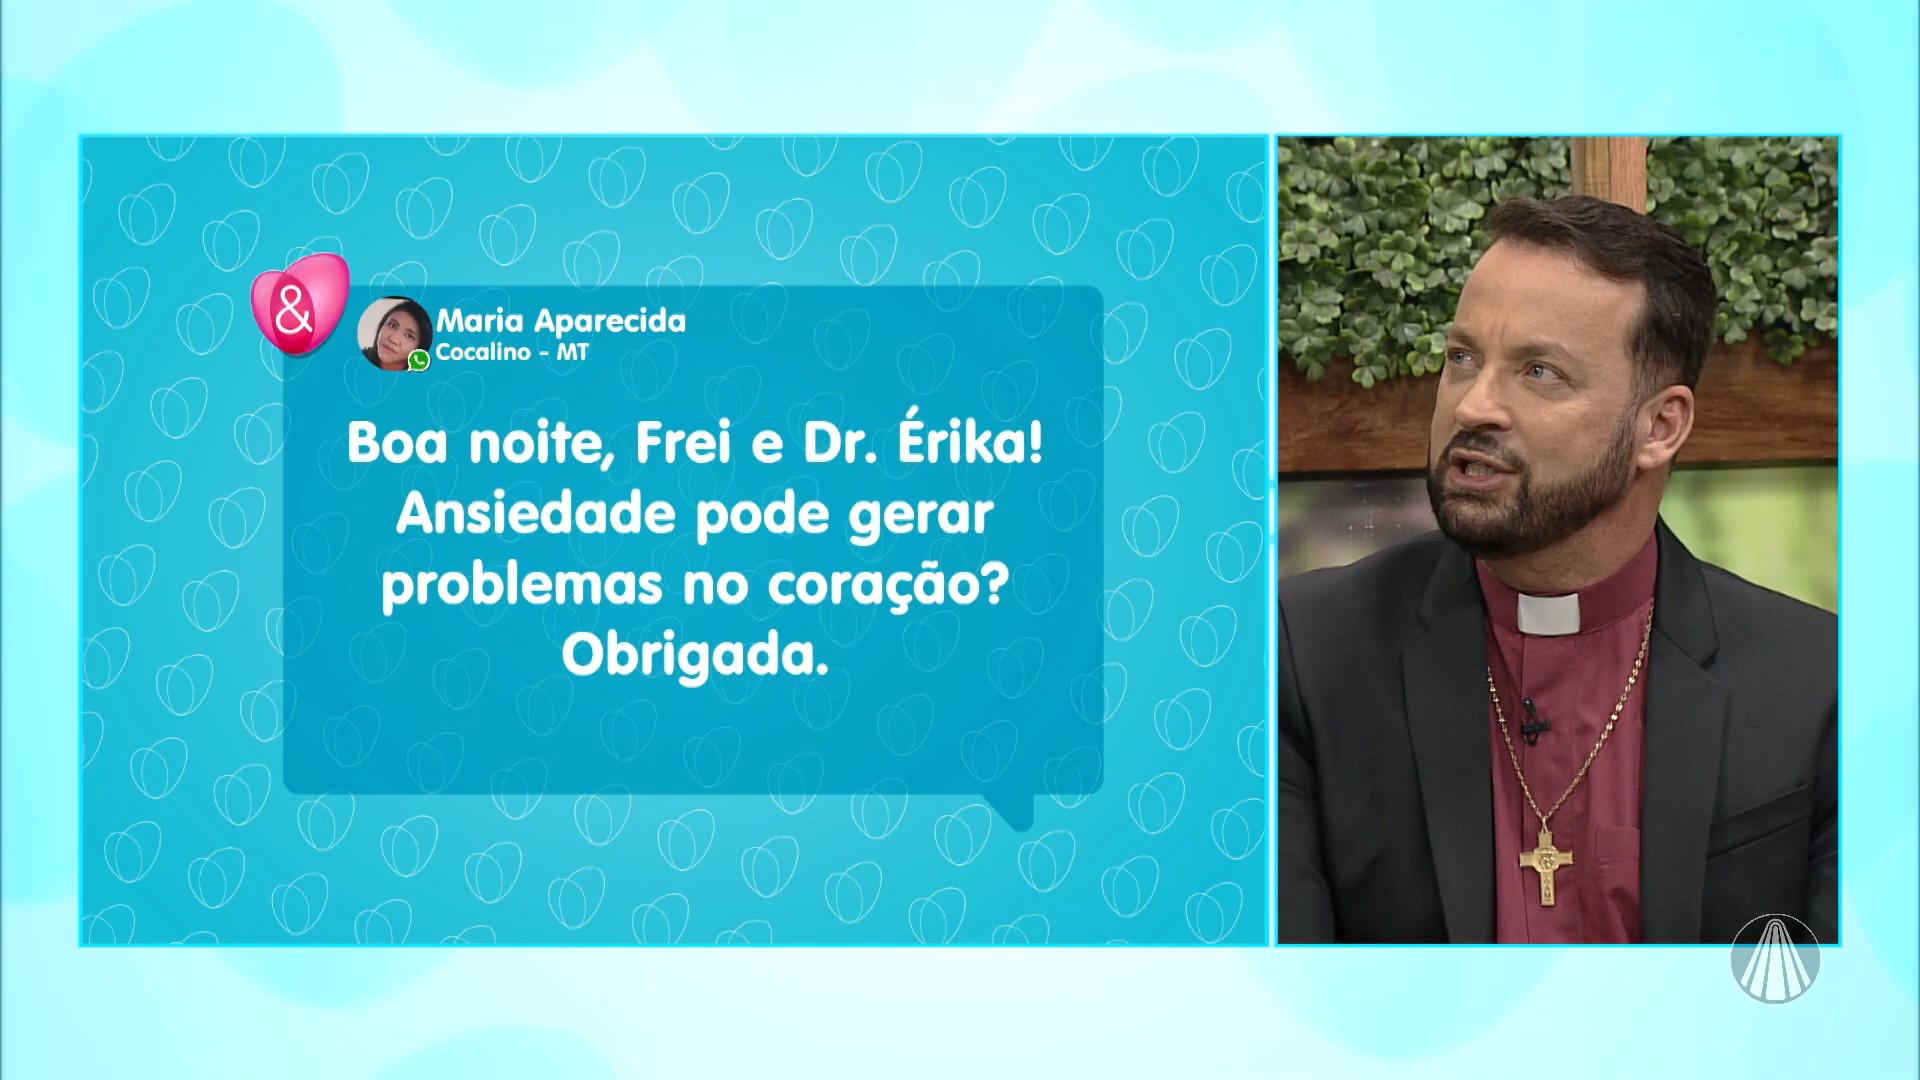 &
Maria Aparecida
Cocalino - MT
Boa noite, Frei e Dr. Érika!
Ansiedade pode gerar
problemas no coração?
Obrigada.